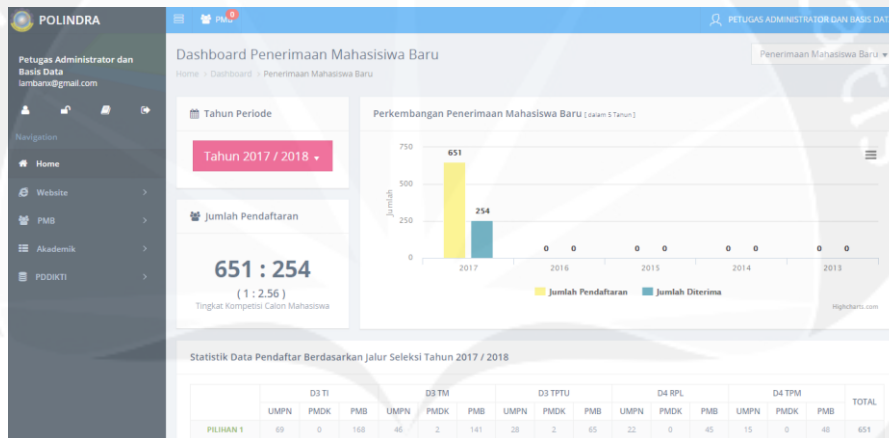 POLINDRA
PMB
0
PETUGAS ADMINISTRATOR DAN BASIS DATA
Petugas Administrator dan
Basis Data
iambanx@gmail.com
Navigation
Home
Website
PMB
Akademik
PDDIKTI
Dashboard Penerimaan Mahasisiwa Baru
Home > Dashboard > Penerimaan Mahasiswa Baru
Penerimaan Mahasiswa Baru
Tahun Periode
Tahun 2017 / 2018
Jumlah Pendaftaran
651 : 254
( 1 : 2.56 )
Tingkat Kompetisi Calon Mahasiswa
Perkembangan Penerimaan Mahasiswa Baru [ dalam 5 Tahun ]
Jumlah
750
500
250
0
651
254
0 0
0 0
0 0
0 0
2017 2016 2015 2014 2013
Jumlah Pendaftaran Jumlah Diterima
Highcharts.com
Statistik Data Pendaftar Berdasarkan Jalur Seleksi Tahun 2017 / 2018
D3 TI D3 TM D3 TPTU D4 RPL D4 TPM TOTAL
UMPN PMDK PMB UMPN PMDK PMB UMPN PMDK PMB UMPN PMDK PMB UMPN PMDK PMB
PILIHAN 1 69 0 168 46 2 141 28 2 65 22 0 45 15 0 48 651